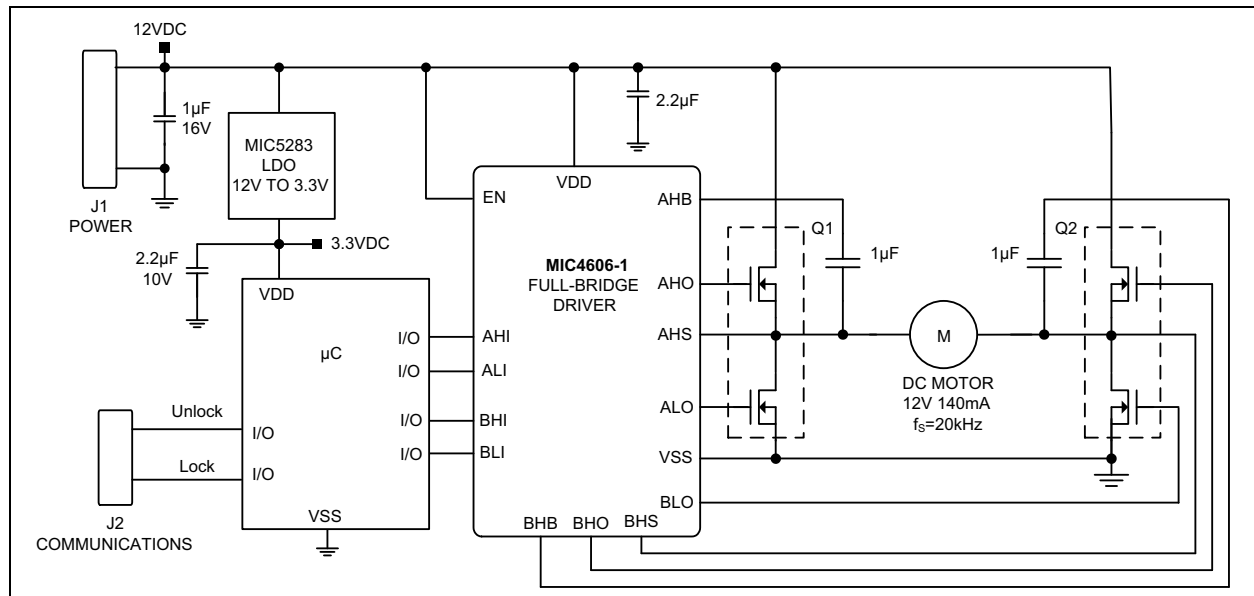 12VDC
1µF
16V
MIC5283
LDO
12V TO 3.3V
J1
POWER
3.3VDC
2.2µF
10V
VDD
µC
I/O
I/O
I/O
I/O
Unlock
I/O
Lock
I/O
VSS
J2
COMMUNICATIONS
2.2µF
VDD
EN
MIC4606-1
FULL-BRIDGE
DRIVER
AHI
ALI
BHI
BLI
AHB
AHO
AHS
ALO
VSS
BLO
BHB
BHO
BHS
Q1
1µF
1µF
Q2
M
DC MOTOR
12V 140mA
fS=20kHz